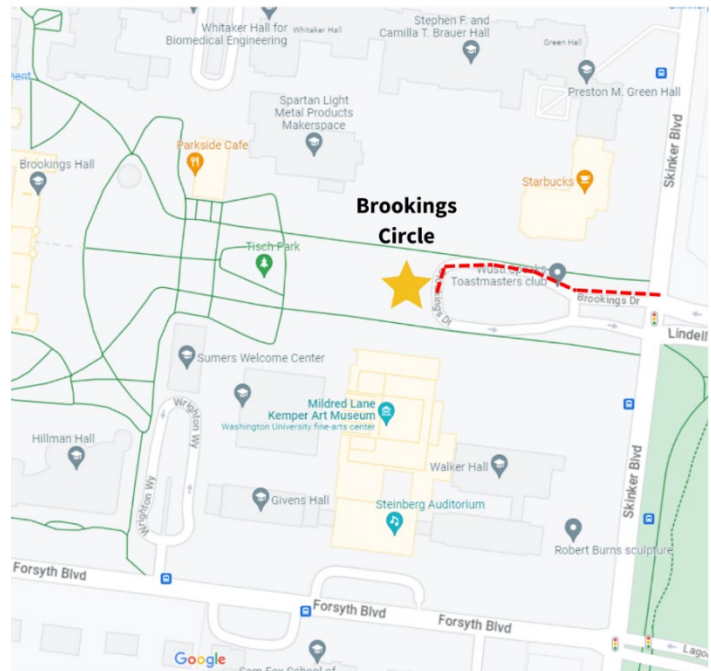 Whitaker Hall for
Biomedical Engineering
Whitaker Hall
Stephen F. and
Camilla T. Brauer Hall
Green Hall
Preston M. Green Hall
Skinker Blvd
Spartan Light
Metal Products
Makerspace
Parkside Cafe
Brookings Hall
Starbucks
Brookings
Circle
Tisch Park
Toastmasters club
Brookings Dr
Lindell
Sumers Welcome Center
Wrighton Wy
Mildred Lane
Kemper Art Museum
Washington University fine-arts center
Hillman Hall
Walker Hall
Skinker Blvd
Wrighton Wy
Givens Hall
Steinberg Auditorium
Robert Burns sculpture
Forsyth Blvd
Forsyth Blvd
Forsyth Blvd
Google